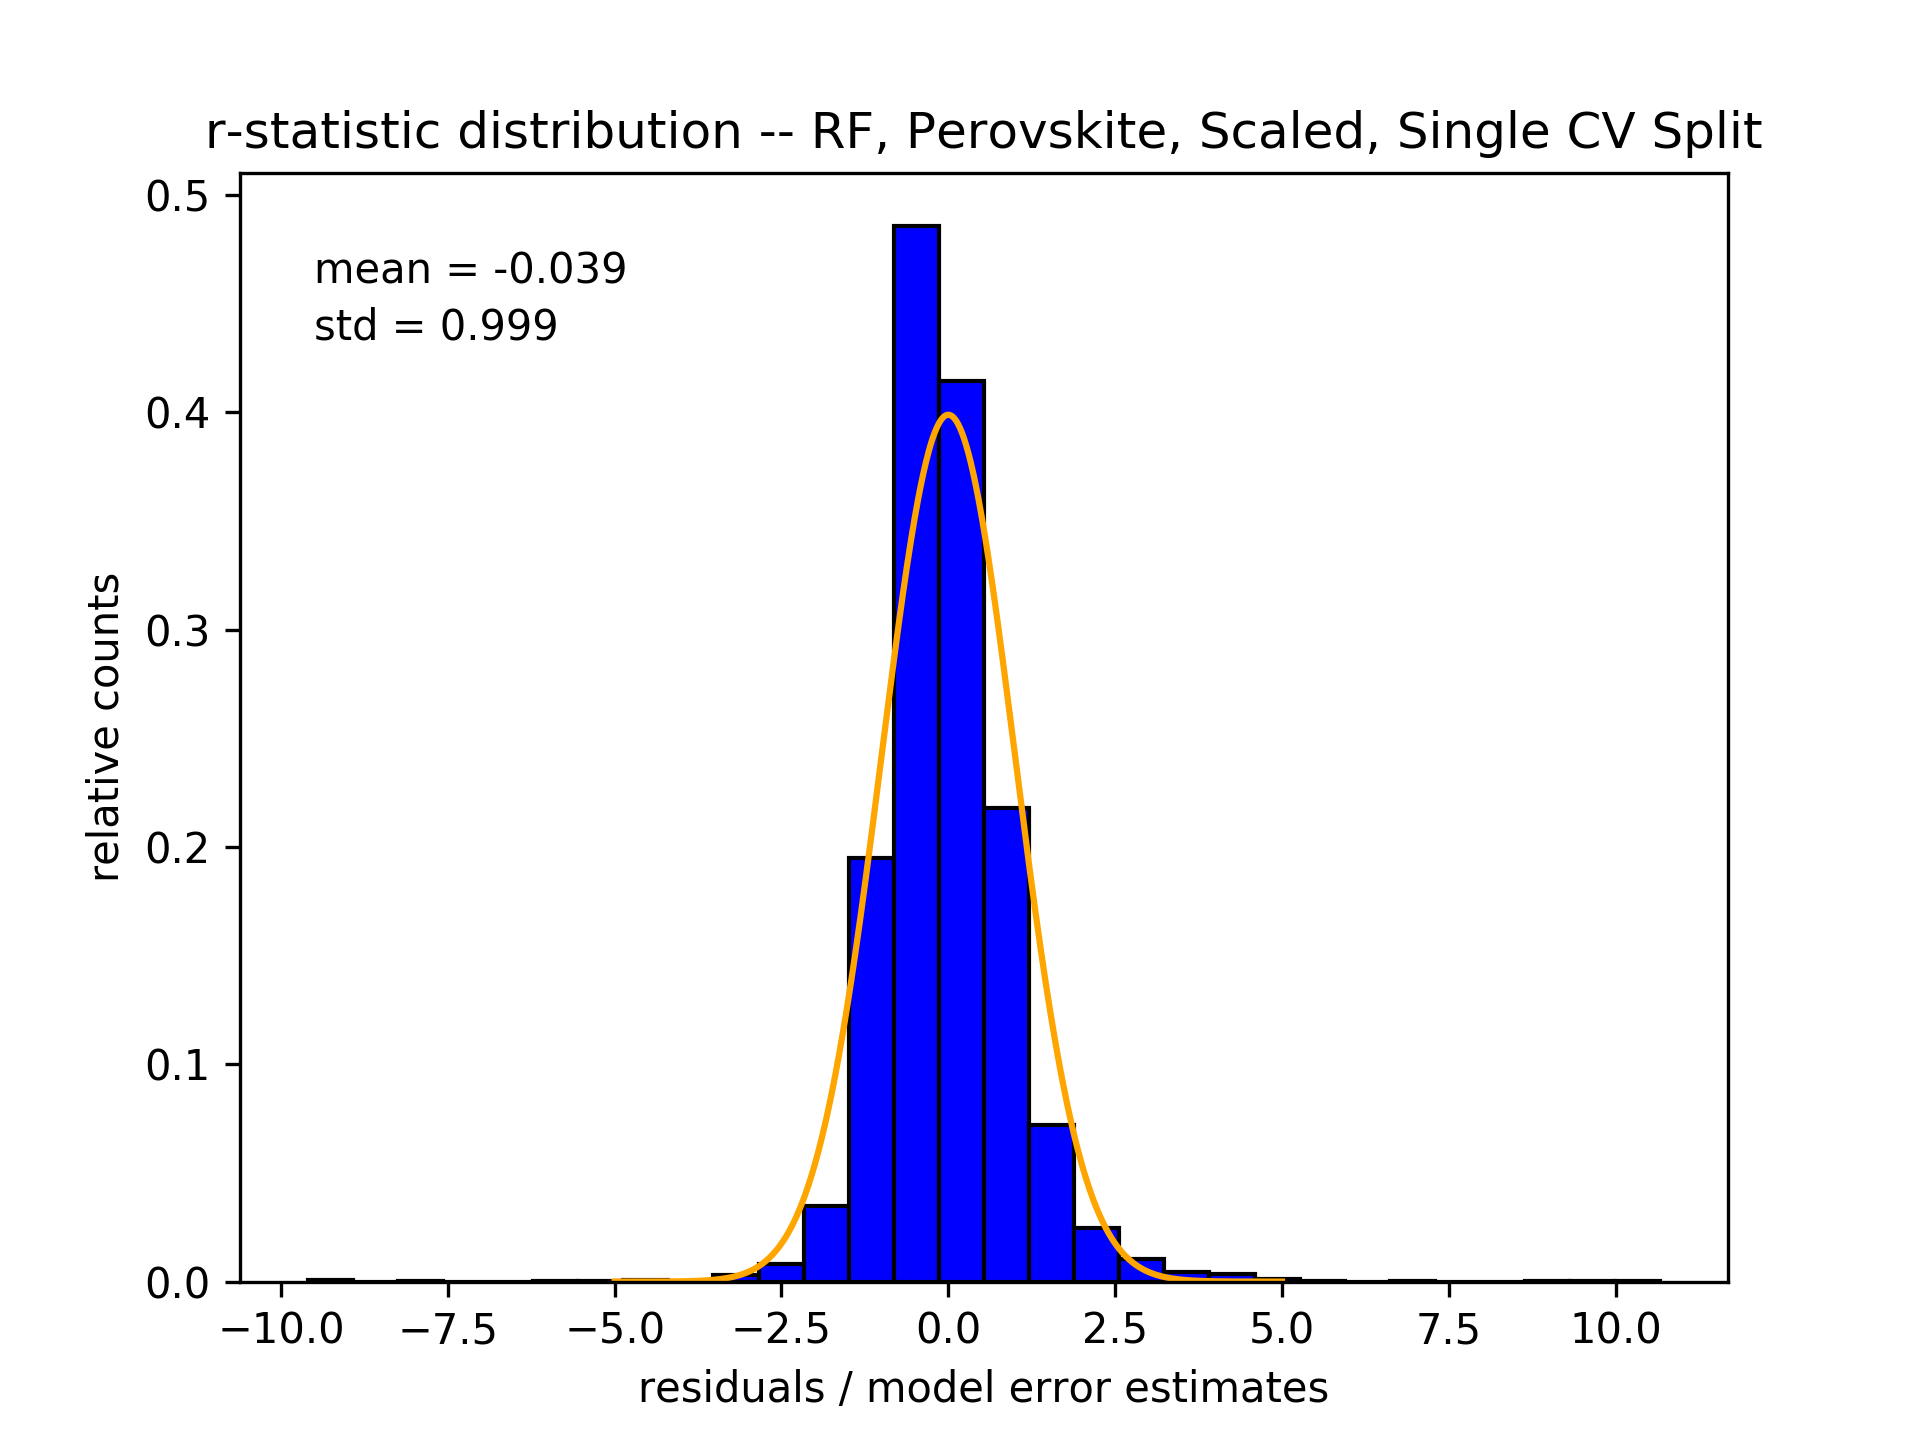 r-statistic distribution -- RF, Perovskite, Scaled, Single CV Split
mean = -0.039
std = 0.999
relative counts
0.5
0.4
0.3
0.2
0.1
0.0
−10.0 −7.5 −5.0 −2.5 0.0 2.5 5.0 7.5 10.0
residuals / model error estimates